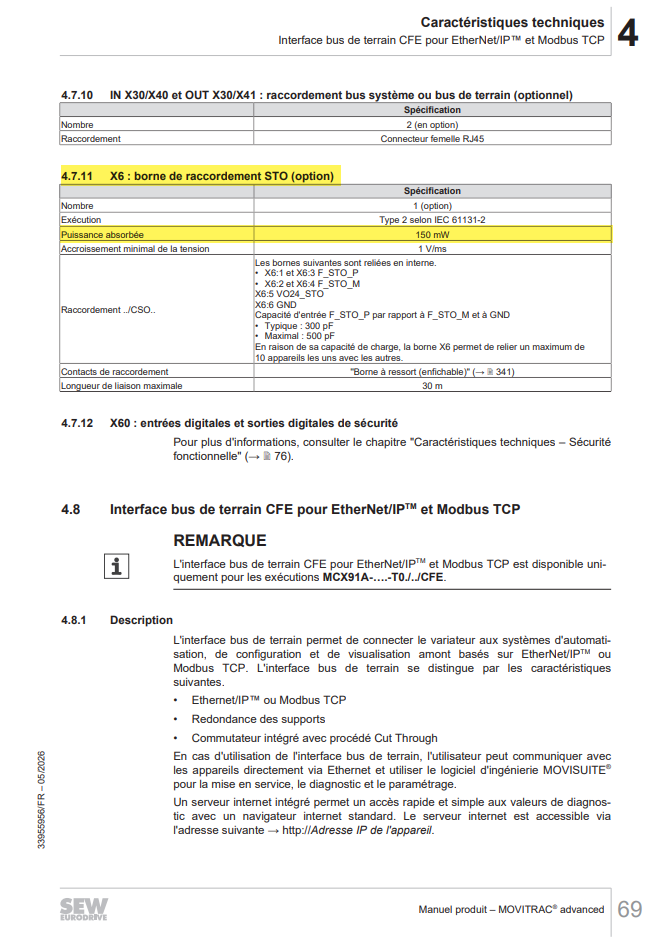 Caractéristiques techniques
Interface bus de terrain CFE pour EtherNet/IP™ et Modbus TCP
4
4.7.10 IN X30/X40 et OUT X30/X41 : raccordement bus système ou bus de terrain (optionnel)
Spécification
Nombre 2 (en option)
Raccordement Connecteur femelle RJ45
4.7.11 X6 : borne de raccordement STO (option)
Spécification
Nombre 1 (option)
Exécution Type 2 selon IEC 61131-2
Puissance absorbée 150 mW
Accroissement minimal de la tension 1 V/ms
Raccordement ../CSO..
Les bornes suivantes sont reliées en interne.
• X6:1 et X6:3 F_STO_P
• X6:2 et X6:4 F_STO_M
X6:5 VO24_STO
X6:6 GND
Capacité d'entrée F_STO_P par rapport à F_STO_M et à GND
• Typique : 300 pF
• Maximal : 500 pF
En raison de sa capacité de charge, la borne X6 permet de relier un maximum de
10 appareils les uns avec les autres.
Contacts de raccordement "Borne à ressort (enfichable)" (→ 341)
Longueur de liaison maximale 30 m
4.7.12 X60 : entrées digitales et sorties digitales de sécurité
Pour plus d'informations, consulter le chapitre "Caractéristiques techniques – Sécurité
fonctionnelle" (→ 76).
4.8 Interface bus de terrain CFE pour EtherNet/IP™ et Modbus TCP
REMARQUE
L'interface bus de terrain CFE pour EtherNet/IP™ et Modbus TCP est disponible uni-
quement pour les exécutions MCX91A-....-T0./../CFE.
4.8.1 Description
L'interface bus de terrain permet de connecter le variateur aux systèmes d'automati-
sation, de configuration et de visualisation amont basés sur EtherNet/IP™ ou
Modbus TCP. L'interface bus de terrain se distingue par les caractéristiques
suivantes.
• Ethernet/IP™ ou Modbus TCP
• Redondance des supports
• Commutateur intégré avec procédé Cut Through
En cas d'utilisation de l'interface bus de terrain, l'utilisateur peut communiquer avec
les appareils directement via Ethernet et utiliser le logiciel d'ingénierie MOVISUITE®
pour la mise en service, le diagnostic et le paramétrage.
Un serveur internet intégré permet un accès rapide et simple aux valeurs de diagnos-
tic avec un navigateur internet standard. Le serveur internet est accessible via
l'adresse suivante → http://Adresse IP de l'appareil.
33955956/FR – 05/2026
SEW
EURODRIVE
Manuel produit – MOVITRAC® advanced
69